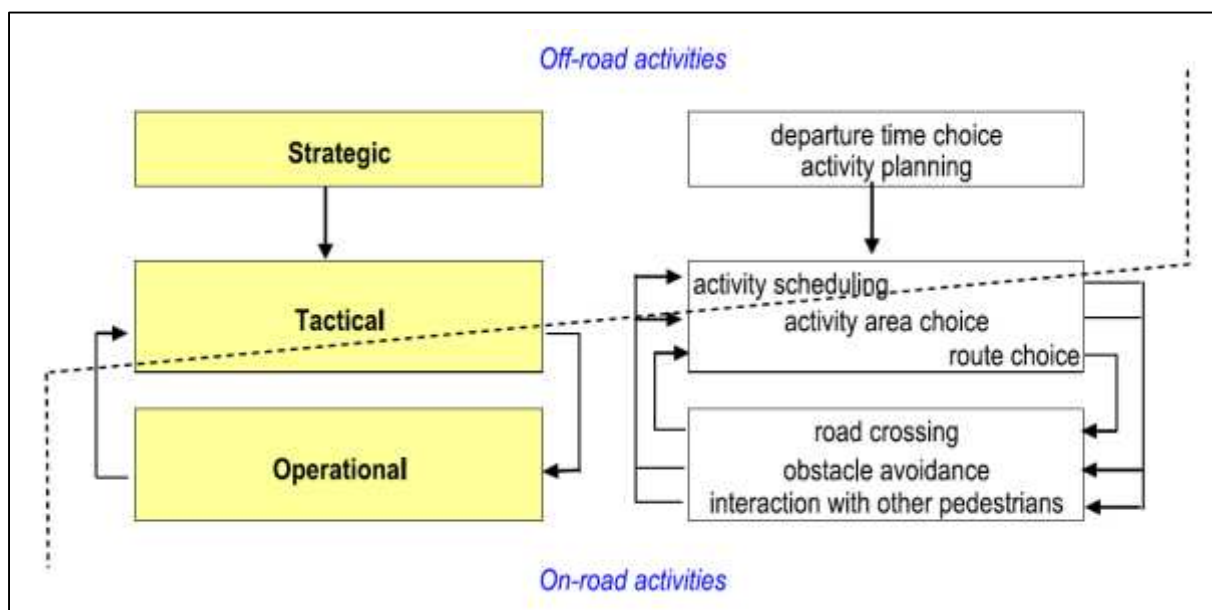 Off-road activities
Strategic
departure time choice
activity planning
Tactical
activity scheduling
activity area choice
route choice
Operational
road crossing
obstacle avoidance
interaction with other pedestrians
On-road activities